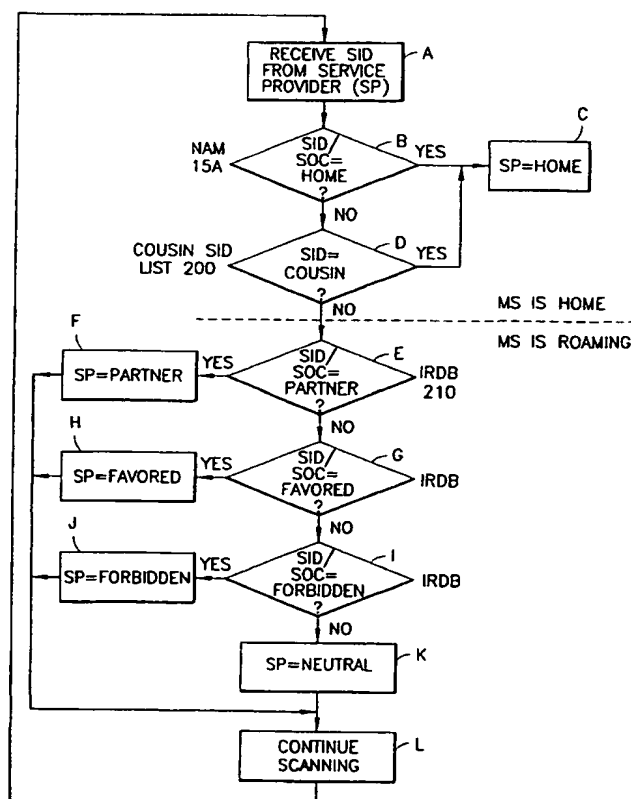 RECEIVE SID
FROM SERVICE
PROVIDER (SP)
A
NAM
15A
SID/
SOC=
HOME
?
B
YES
C
SP=HOME
NO
COUSIN SID
LIST 200
SID=
COUSIN
?
D
YES
NO
MS IS HOME
MS IS ROAMING
F
SP=PARTNER
YES
SID/
SOC=
PARTNER
?
E
IRDB
210
NO
H
SP=FAVORED
YES
SID/
SOC=
FAVORED
?
G
IRDB
NO
J
SP=FORBIDDEN
YES
SID/
SOC=
FORBIDDEN
?
I
IRDB
NO
SP=NEUTRAL
K
CONTINUE
SCANNING
L